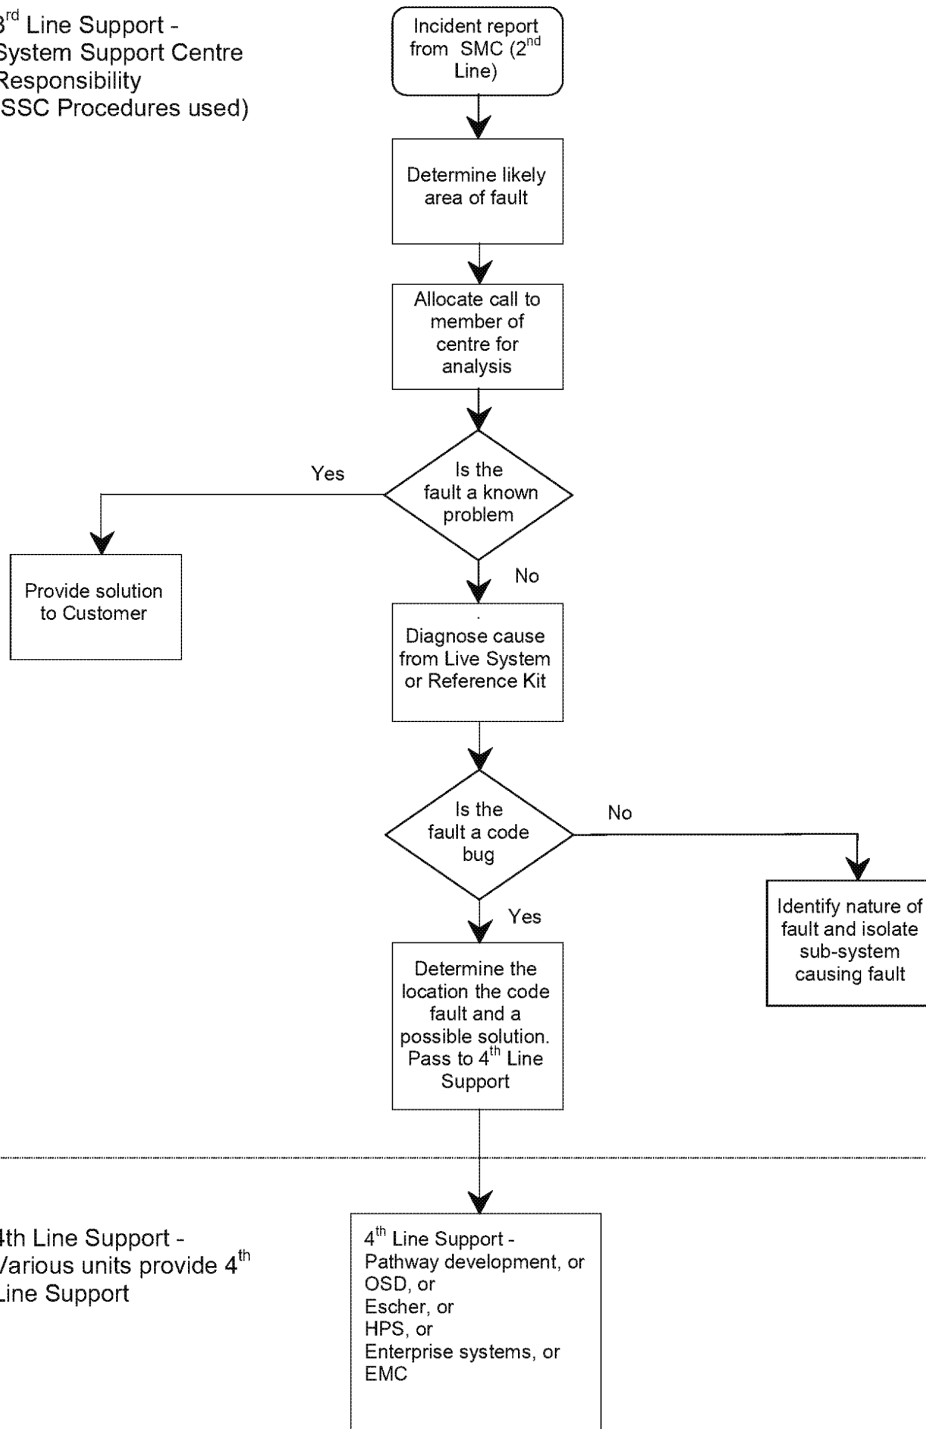 3rd Line Support -
System Support Centre
Responsibility
(SSC Procedures used)
Incident report
from SMC (2nd
Line)
Determine likely
area of fault
Allocate call to
member of
centre for
analysis
Is the
fault a known
problem
Yes
Provide solution
to Customer
No
Diagnose cause
from Live System
or Reference Kit
Is the
fault a code
bug
No
Identify nature of
fault and isolate
sub-system
causing fault
Yes
Determine the
location the code
fault and a
possible solution.
Pass to 4th Line
Support
4th Line Support -
Various units provide 4th
Line Support
4th Line Support -
Pathway development, or
OSD, or
Escher, or
HPS, or
Enterprise systems, or
EMC